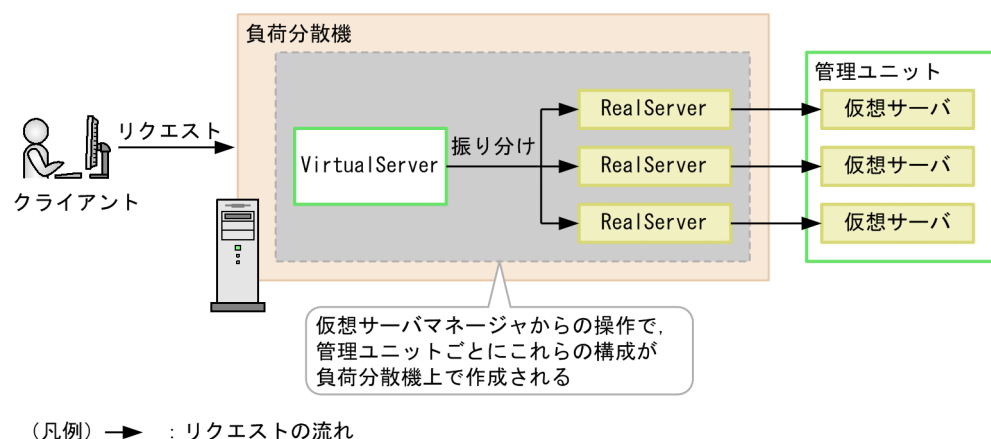 負荷分散機
管理ユニット
リクエスト
クライアント
VirtualServer
振り分け
RealServer
仮想サーバ
RealServer
仮想サーバ
RealServer
仮想サーバ
仮想サーバマネージャからの操作で,
管理ユニットごとにこれらの構成が
負荷分散機上で作成される
(凡例) → : リクエストの流れ